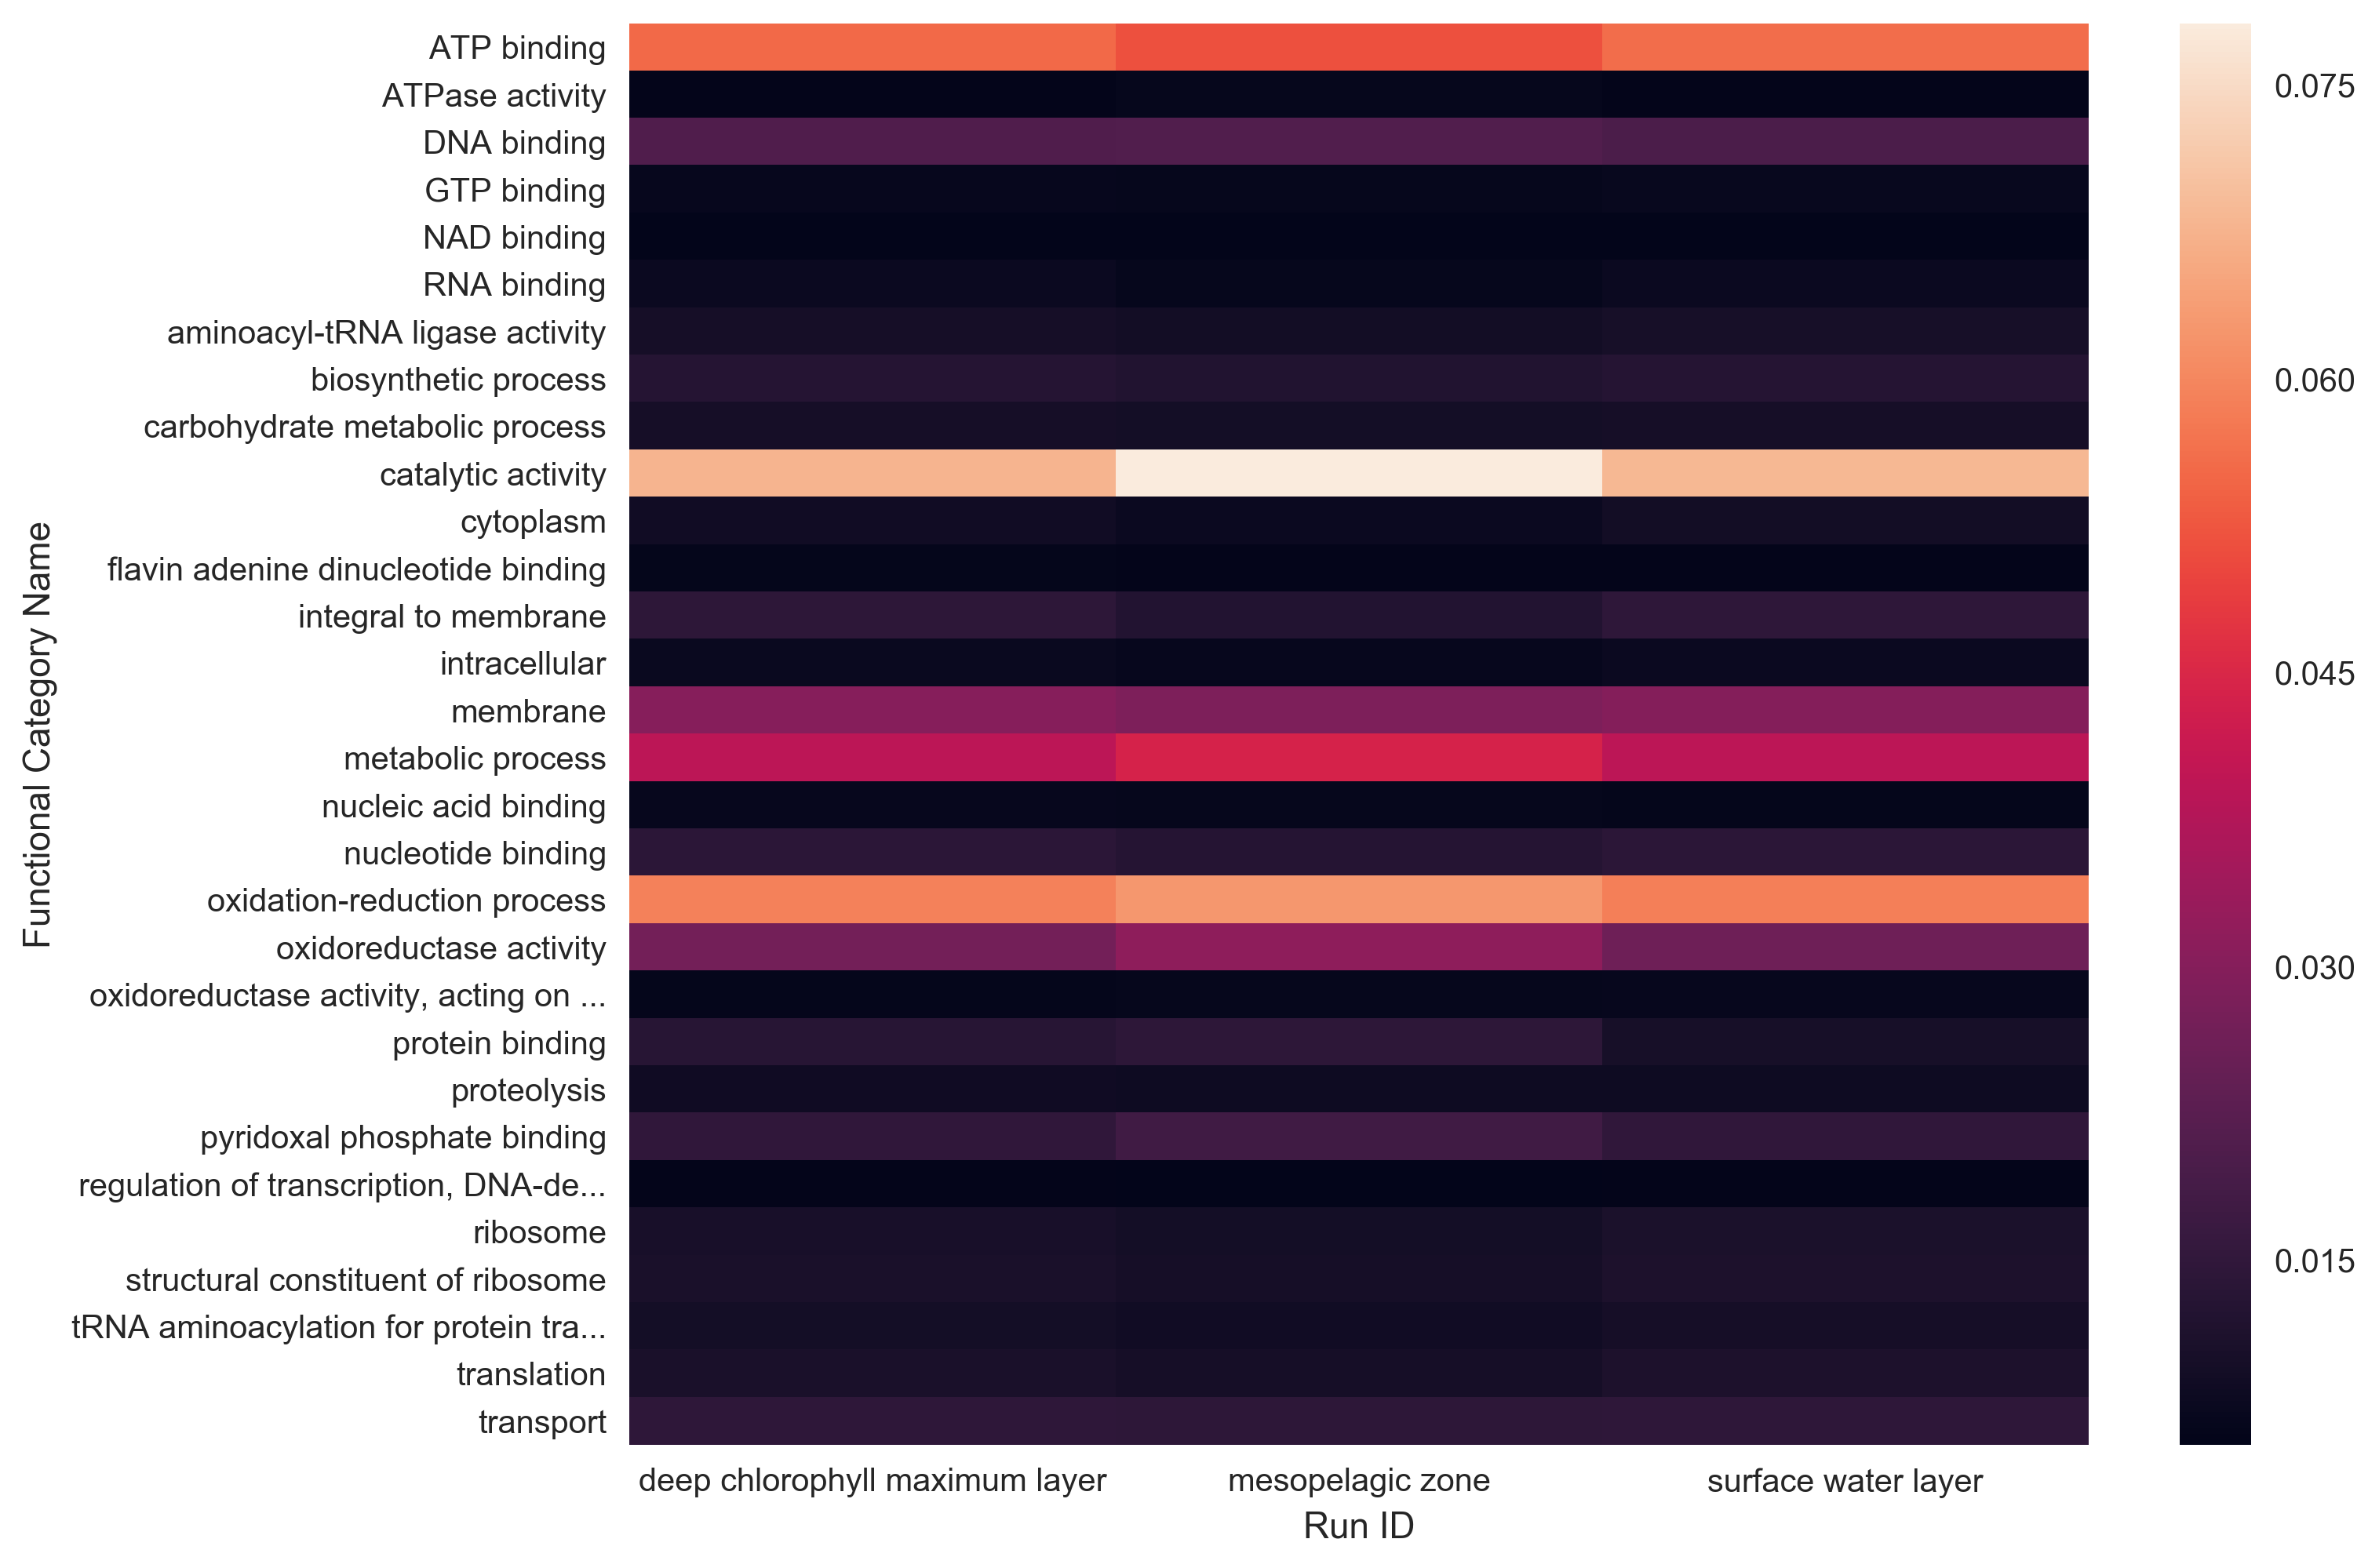 Functional Category Name
ATP binding
ATPase activity
DNA binding
GTP binding
NAD binding
RNA binding
aminoacyl-tRNA ligase activity
biosynthetic process
carbohydrate metabolic process
catalytic activity
cytoplasm
flavin adenine dinucleotide binding
integral to membrane
intracellular
membrane
metabolic process
nucleic acid binding
nucleotide binding
oxidation-reduction process
oxidoreductase activity
oxidoreductase activity, acting on ...
protein binding
proteolysis
pyridoxal phosphate binding
regulation of transcription, DNA-de...
ribosome
structural constituent of ribosome
tRNA aminoacylation for protein tra...
translation
transport
deep chlorophyll maximum layer
mesopelagic zone
surface water layer
Run ID
0.075
0.060
0.045
0.030
0.015